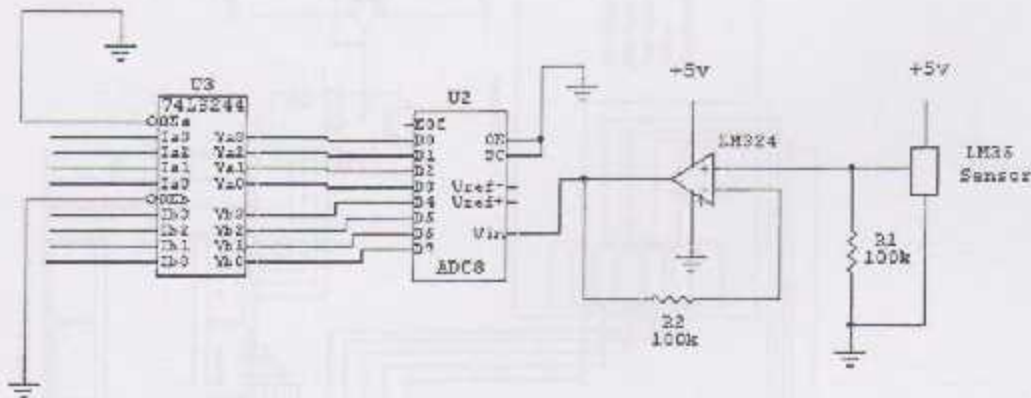 U3
74LS244
OEa
Ia3 Ya3
Ia2 Ya2
Ia1 Ya1
Ia0 Ya0
OEb
Ib3 Yb3
Ib2 Yb2
Ib1 Yb1
Ib0 Yb0
U2
EOC
D0 OE
D1 SC
D2
D3 Vref-
D4 Vref+
D5
D6 Vin
D7
ADC8
+5v
LM324
+
-
R2
100k
+5v
LM35
Sensor
R1
100k